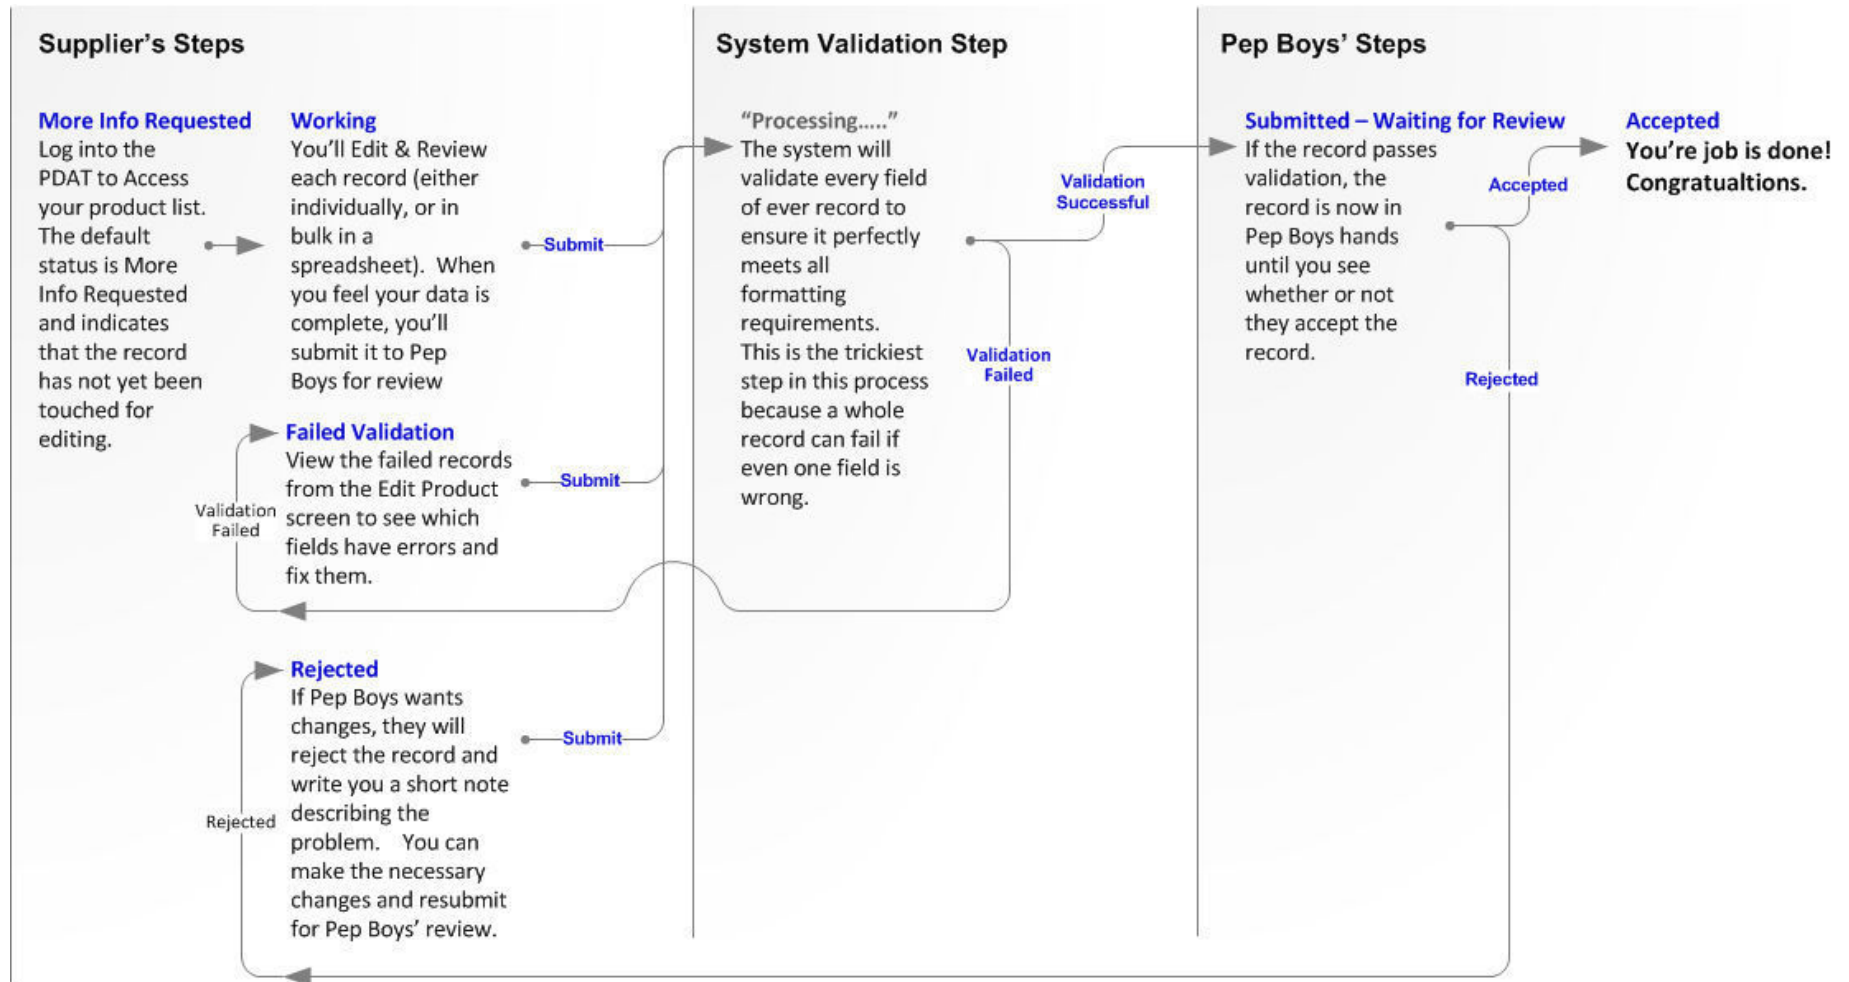 Supplier's Steps
System Validation Step
Pep Boys' Steps
More Info Requested
Log into the
PDAT to Access
your product list.
The default
status is More
Info Requested
and indicates
that the record
has not yet been
touched for
editing.
Working
You'll Edit & Review
each record (either
individually, or in
bulk in a
spreadsheet).  When
you feel your data is
complete, you'll
submit it to Pep
Boys for review
Submit
Failed Validation
View the failed records
from the Edit Product
screen to see which
fields have errors and
fix them.
Submit
Validation
Failed
Rejected
If Pep Boys wants
changes, they will
reject the record and
write you a short note
describing the
problem.   You can
make the necessary
changes and resubmit
for Pep Boys' review.
Submit
Rejected
“Processing.....”
The system will
validate every field
of ever record to
ensure it perfectly
meets all
formatting
requirements.
This is the trickiest
step in this process
because a whole
record can fail if
even one field is
wrong.
Validation
Successful
Validation
Failed
Submitted – Waiting for Review
If the record passes
validation, the
record is now in
Pep Boys hands
until you see
whether or not
they accept the
record.
Accepted
Rejected
Accepted
You're job is done!
Congratualtions.